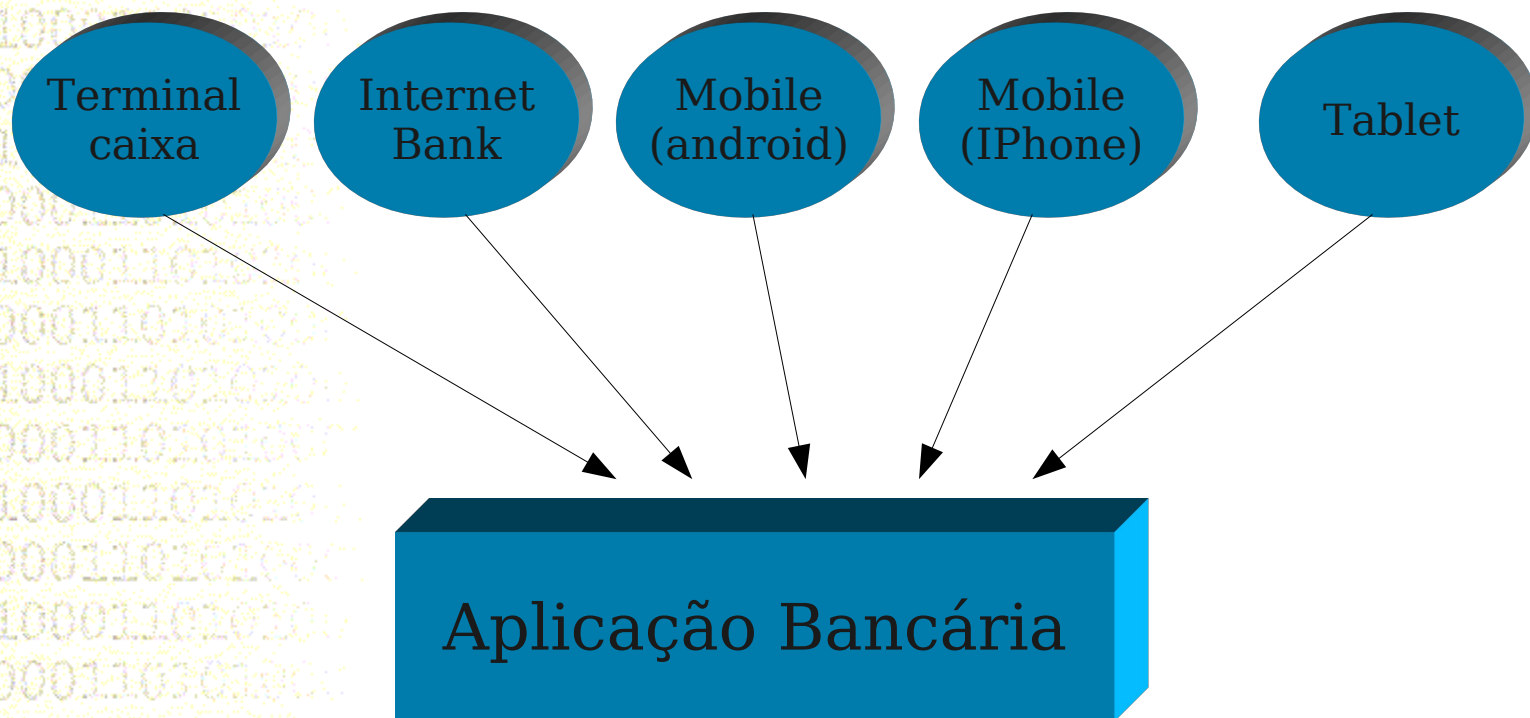 Terminal
caixa
Internet
Bank
Mobile
(android)
Mobile
(IPhone)
Tablet
Aplicação Bancária